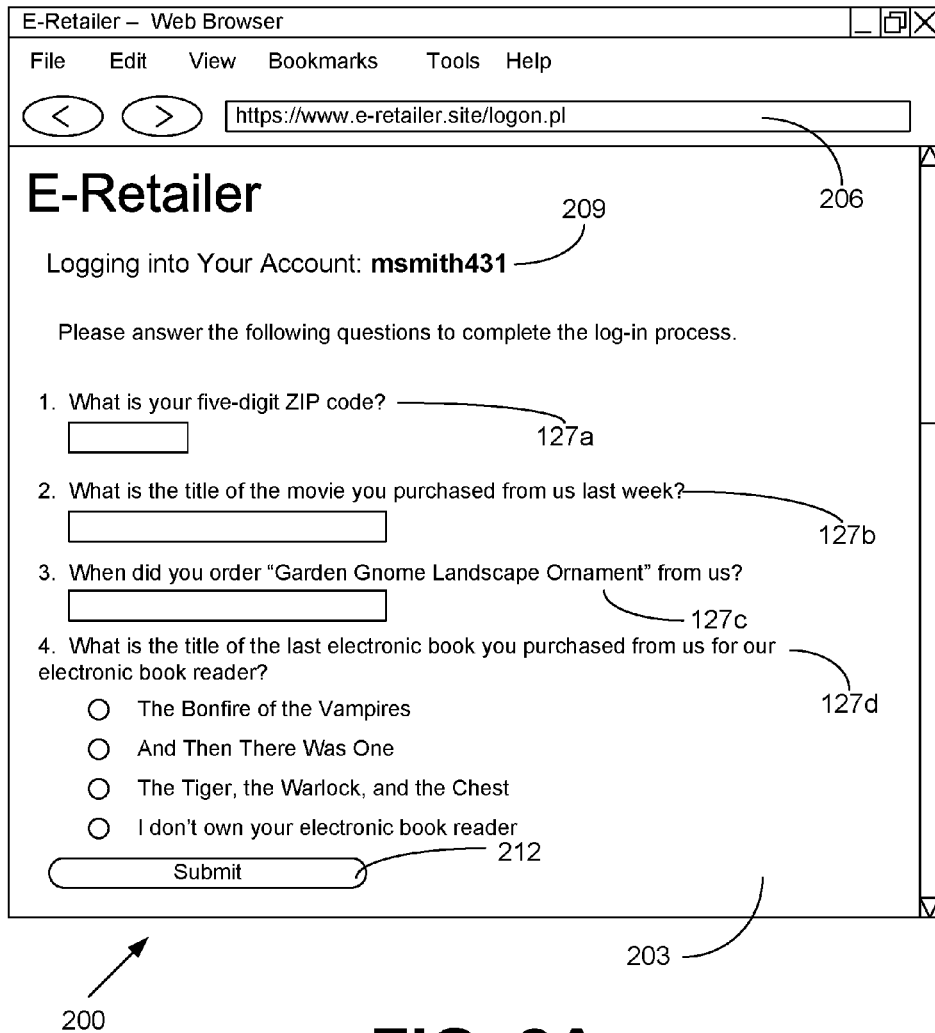 E-Retailer – Web Browser
File Edit View Bookmarks Tools Help
< > https://www.e-retailer.site/logon.pl
206
E-Retailer
209
Logging into Your Account: msmith431
Please answer the following questions to complete the log-in process.
1. What is your five-digit ZIP code?
127a
2. What is the title of the movie you purchased from us last week?
127b
3. When did you order “Garden Gnome Landscape Ornament” from us?
127c
4. What is the title of the last electronic book you purchased from us for our
electronic book reader?
127d
The Bonfire of the Vampires
And Then There Was One
The Tiger, the Warlock, and the Chest
I don't own your electronic book reader
212
Submit
203
200